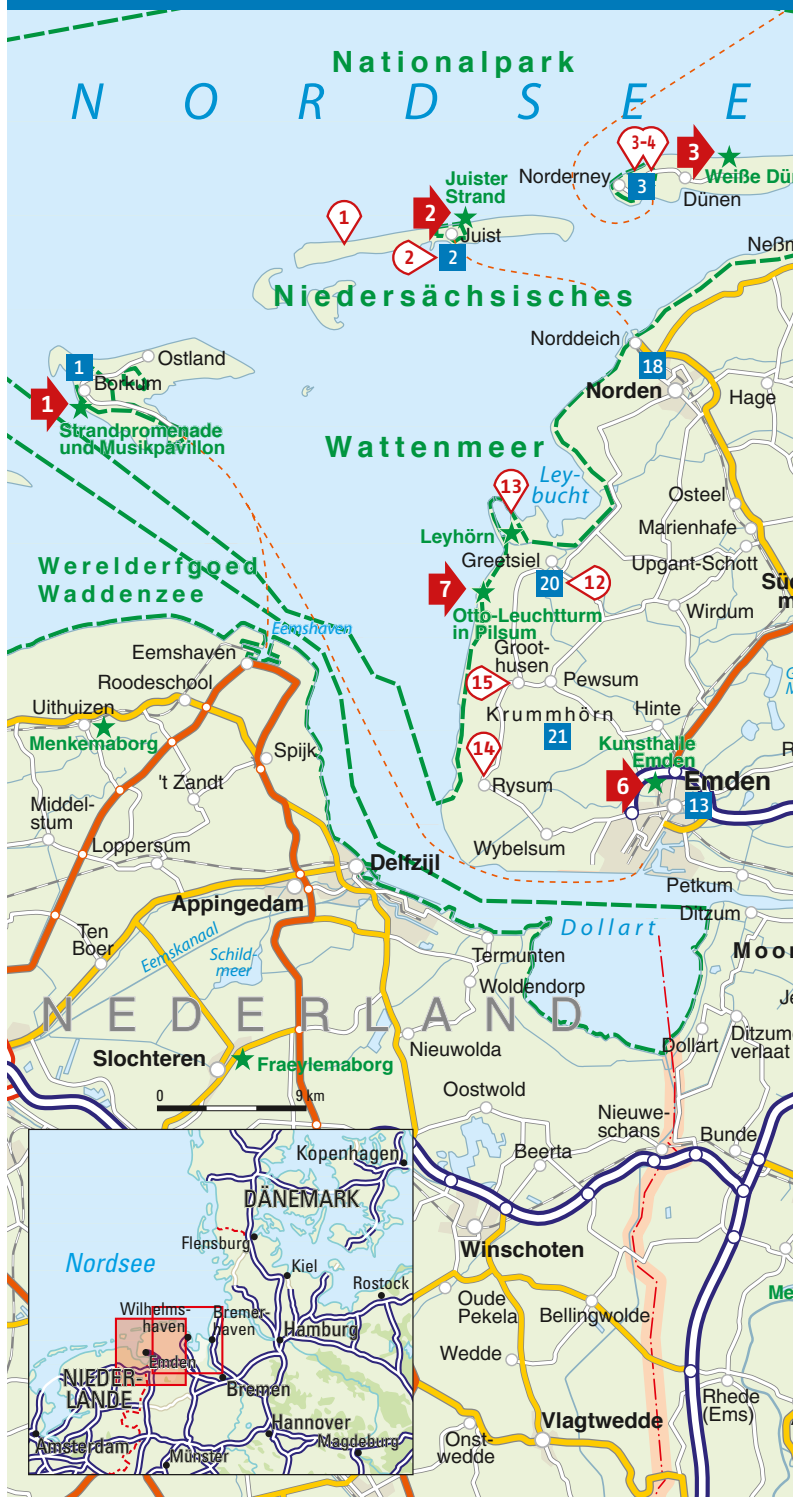 Nationalpark
NORDSEE
3-4
3
Weiße Dü
Norderney
3
Dünen
Juister
Strand
2
1
Juist
2
2
Neßm
Niedersächsisches
Norddeich
18
Norden
Hage
Ostland
1
Borkum
1
Strandpromenade
und Musikpavillon
Wattenmeer
13
Ley-
bucht
Osteel
Leyhörn
Marienhafe
Greetsiel
Upgant-Schott
20
12
7
Otto-Leuchtturm
in Pilsum
Wirdum
Werelderfgoed
Waddenzee
Eemshaven
Eemshaven
Groot-
husen
15
Pewsum
Roodeschool
Uithuizen
Menkemaborg
Krummhörn
21
Hinte
14
Rysum
Kunsthalle
Emden
6
Emden
13
Spijk
't Zandt
Middel-
stum
Loppersum
Wybelsum
Delfzijl
Appingedam
Petkum
Ditzum
Ten
Boer
Eemskanaal
Schild-
meer
Dollart
Termunten
Woldendorp
Moor
Je
NEDERLAND
Dollart
Ditzum
verlaat
Slochteren
Fraeylemaborg
Nieuwolda
0
9 km
Oostwold
Nieuwe-
schans
Beerta
Bunde
Winschoten
Oude
Pekela
Bellingwolde
Me
Wedde
Rhede
(Ems)
Vlagtwedde
Onst-
wedde
Kopenhagen
DÄNEMARK
Flensburg
Nordsee
Kiel
Rostock
Wilhelms-
haven
Bremer-
haven
Hamburg
Emden
NIEDER-
LANDE
Bremen
Hannover
Amsterdam
Magdeburg
Münster